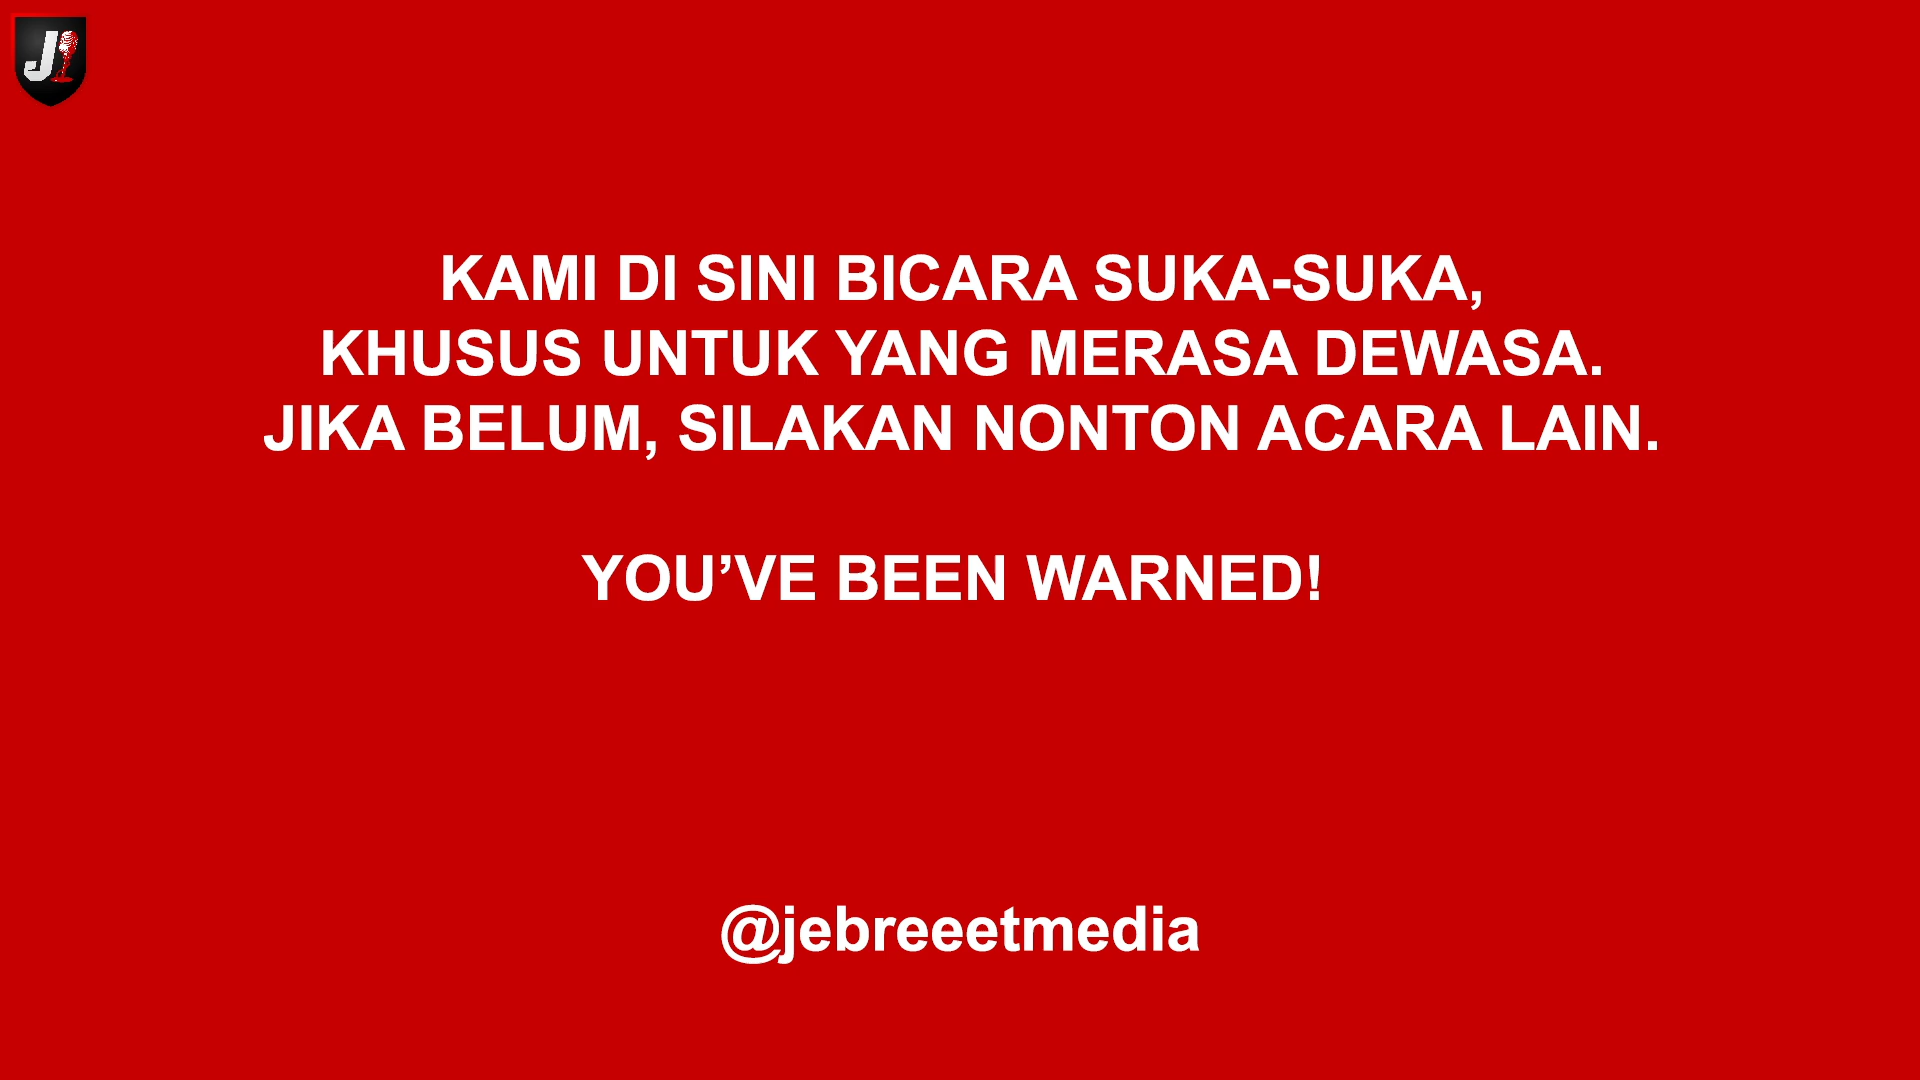 J
KAMI DI SINI BICARA SUKA-SUKA,
KHUSUS UNTUK YANG MERASA DEWASA.
JIKA BELUM, SILAKAN NONTON ACARA LAIN.
YOU’VE BEEN WARNED!
@jebreeetmedia